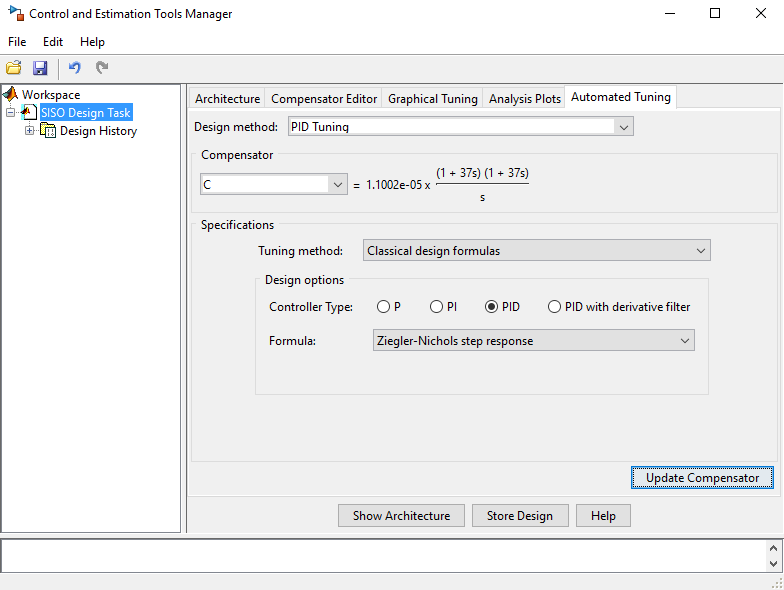 Control and Estimation Tools Manager
File Edit Help
Workspace
SISO Design Task
Design History
Architecture Compensator Editor Graphical Tuning Analysis Plots Automated Tuning
Design method: PID Tuning
Compensator
C = 1.1002e-05 x (1 + 37s) (1 + 37s)
s
Specifications
Tuning method: Classical design formulas
Design options
Controller Type: P PI PID PID with derivative filter
Formula: Ziegler-Nichols step response
Update Compensator
Show Architecture Store Design Help